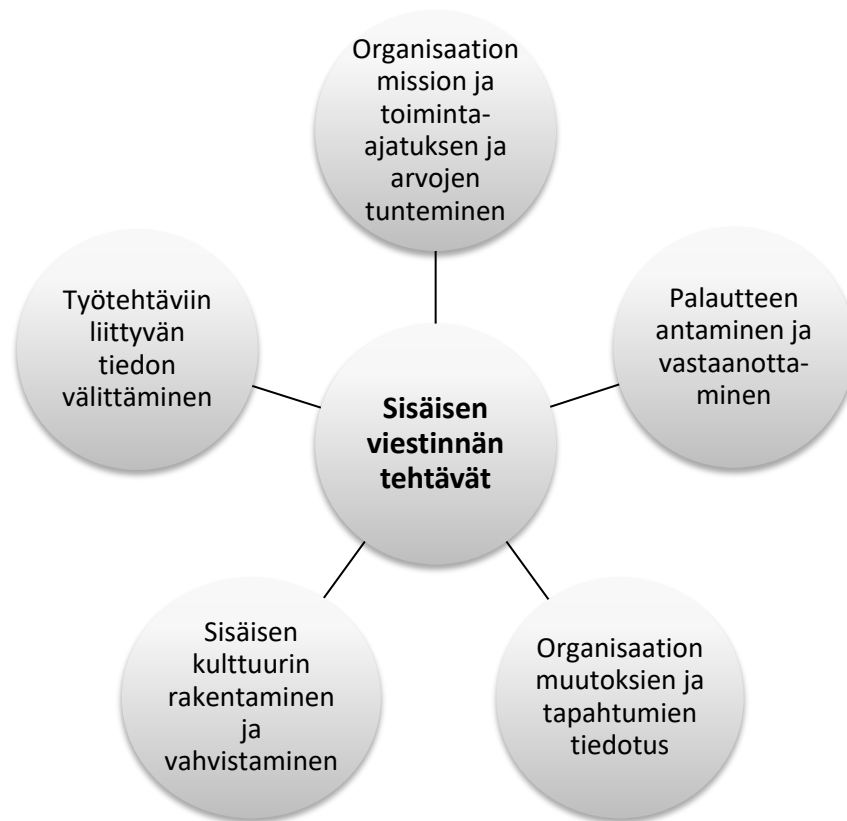 Organisaation
mission ja
toiminta-
ajatuksen ja
arvojen
tunteminen
Palautteen
antaminen ja
vastaanotta-
minen
Organisaation
muutoksien ja
tapahtumien
tiedotus
Sisäisen
kulttuurin
rakentaminen
ja
vahvistaminen
Työtehtäviin
liittyvän
tiedon
välittäminen
Sisäisen
viestinnän
tehtävät